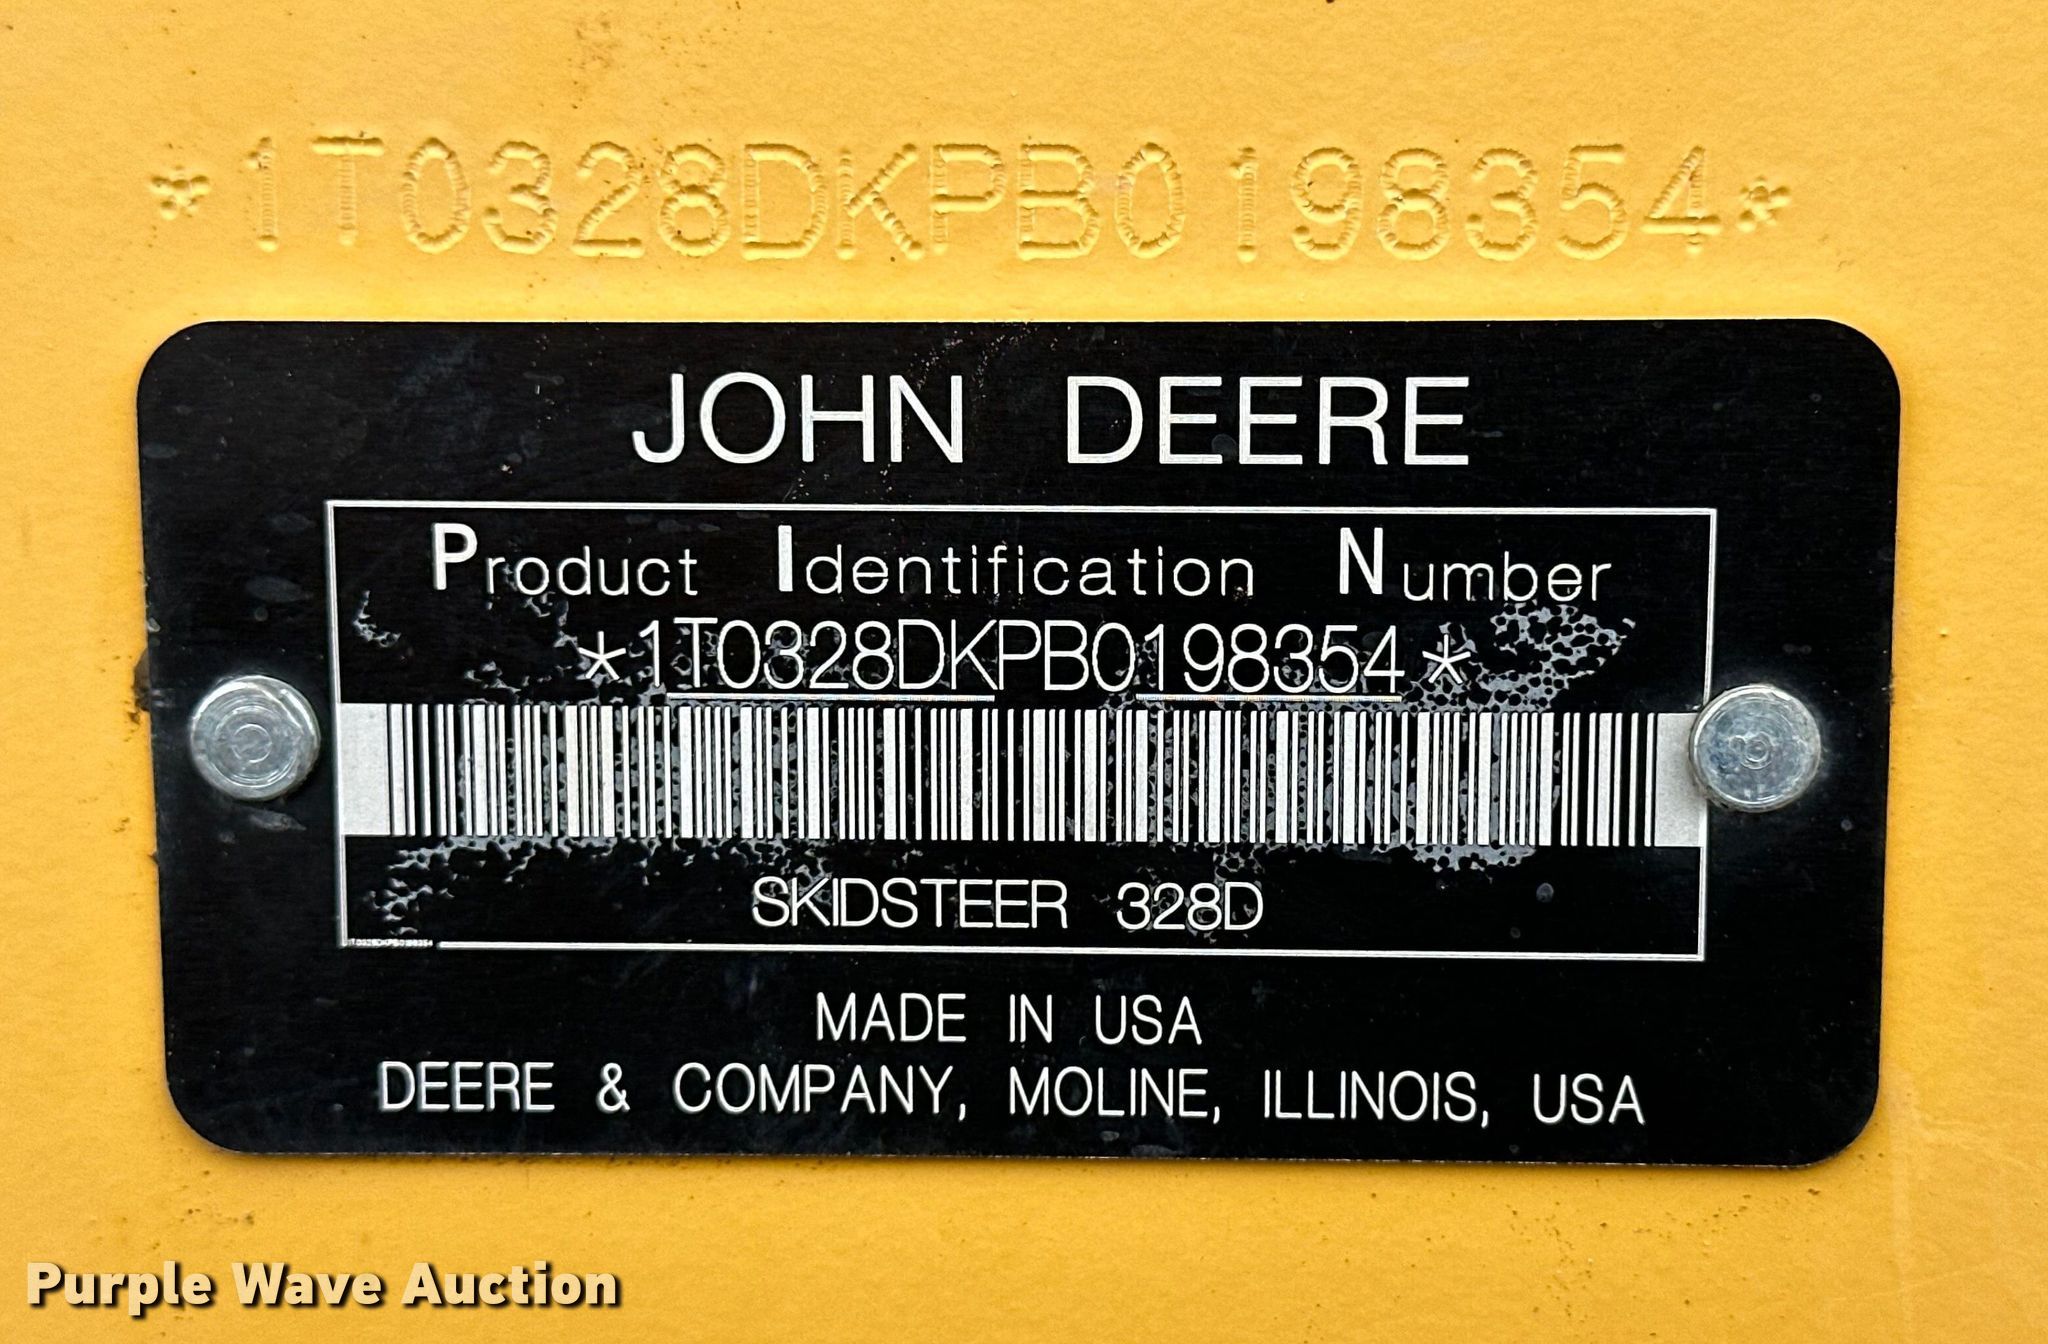 *1T0328DKPB0198354*
JOHN DEERE
Product Identification Number
*1T0328DKPB0198354*
SKIDSTEER 328D
1T0328DKPB0198354
MADE IN USA
DEERE & COMPANY, MOLINE, ILLINOIS, USA
Purple Wave Auction